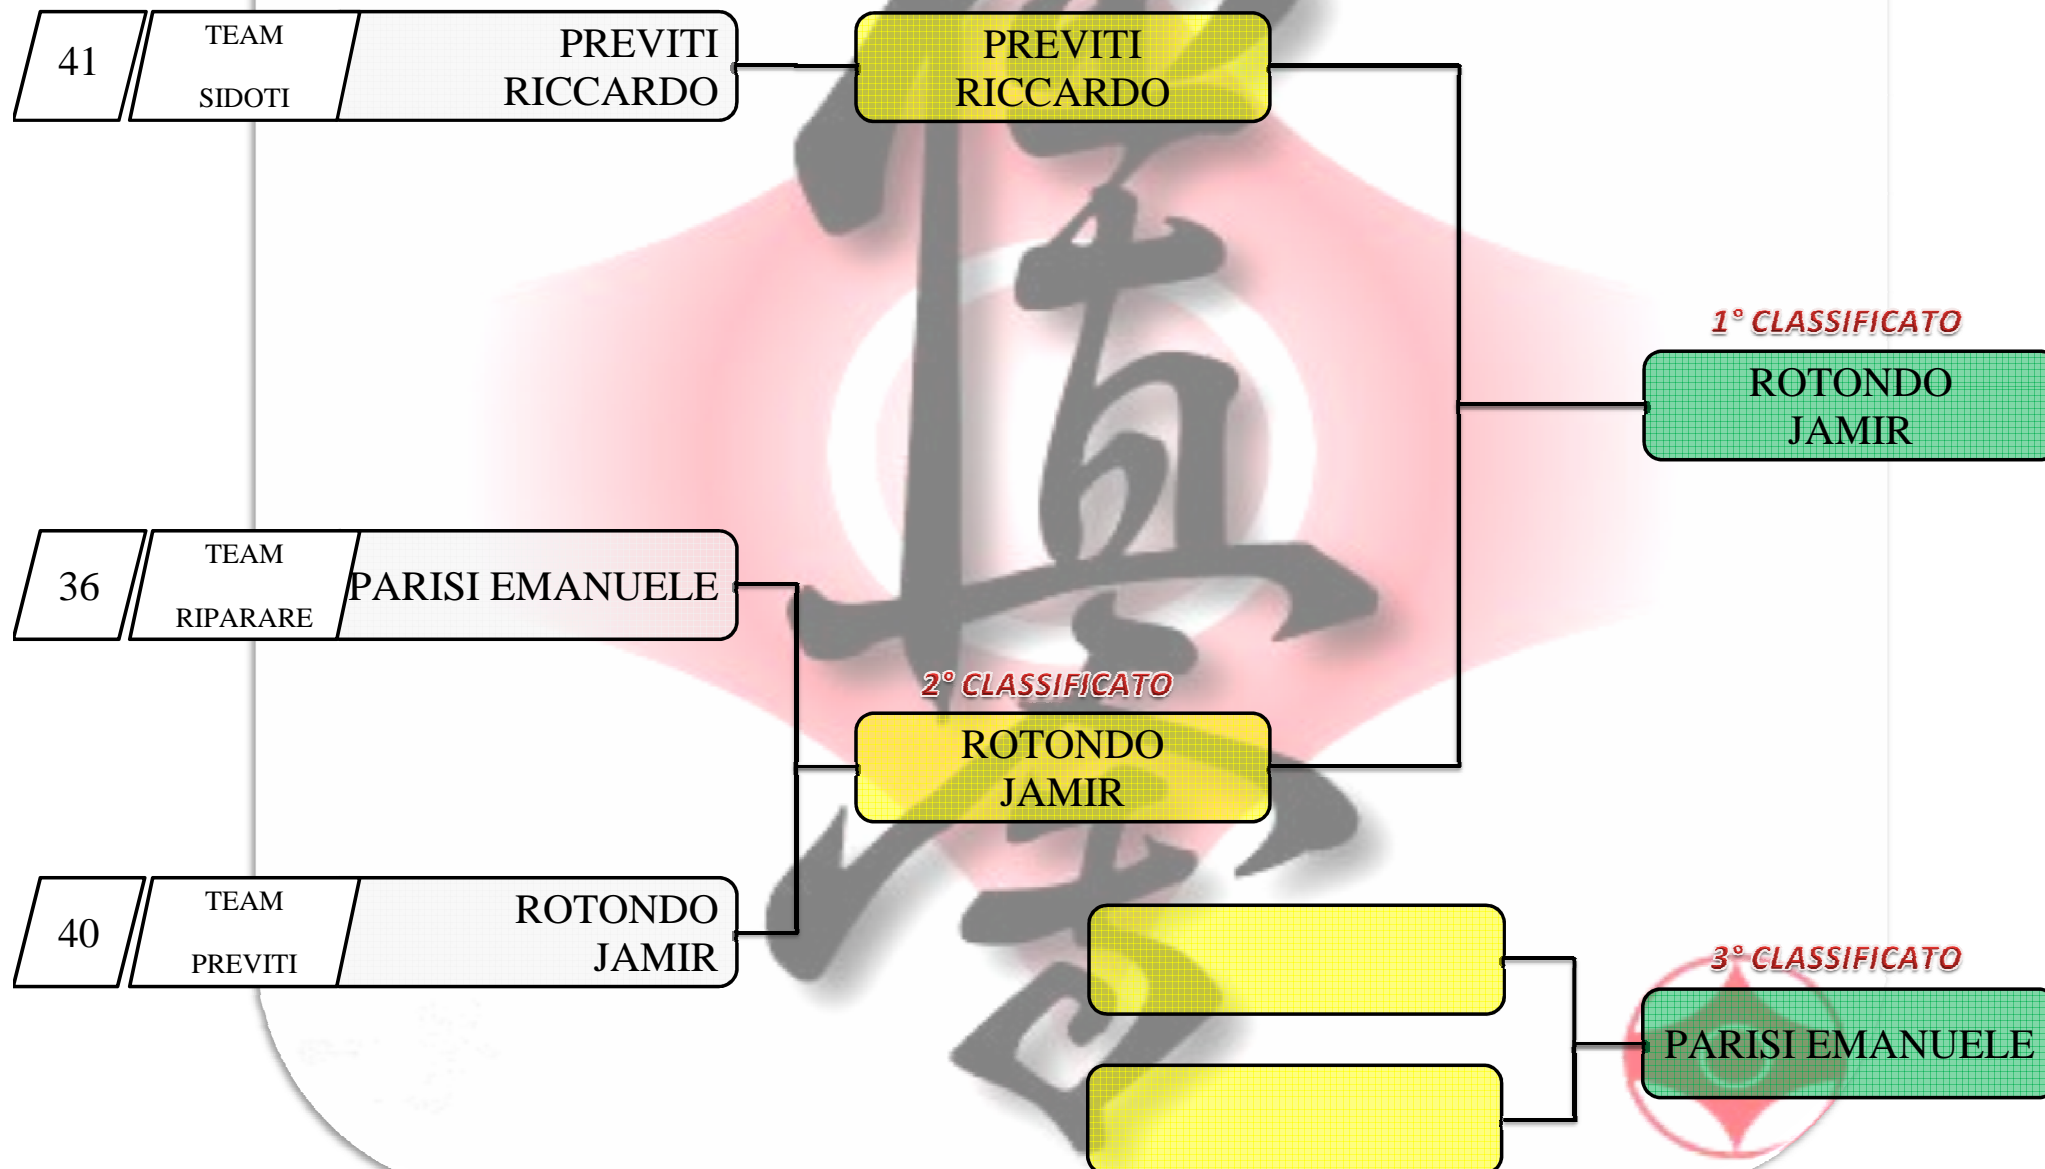 41
TEAM
SIDOTI
PREVITI
RICCARDO
PREVITI
RICCARDO
1° CLASSIFICATO
ROTONDO
JAMIR
36
TEAM
RIPARARE
PARISI EMANUELE
2° CLASSIFICATO
ROTONDO
JAMIR
40
TEAM
PREVITI
ROTONDO
JAMIR
3° CLASSIFICATO
PARISI EMANUELE